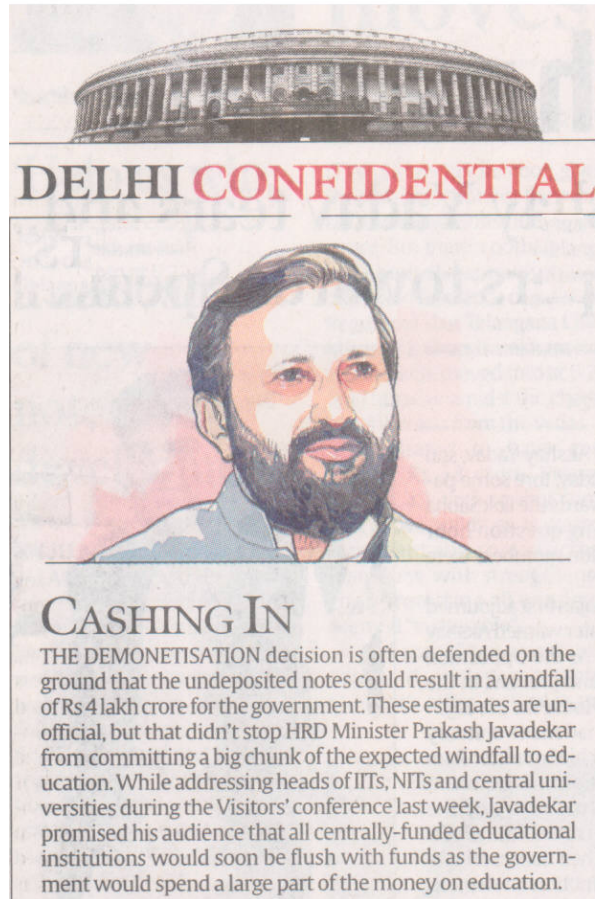 DELHI CONFIDENTIAL
CASHING IN
THE DEMONETISATION decision is often defended on the
ground that the undeposited notes could result in a windfall
of Rs 4 lakh crore for the government. These estimates are un-
official, but that didn't stop HRD Minister Prakash Javadekar
from committing a big chunk of the expected windfall to ed-
ucation. While addressing heads of IITs, NITs and central uni-
versities during the Visitors' conference last week, Javadekar
promised his audience that all centrally-funded educational
institutions would soon be flush with funds as the govern-
ment would spend a large part of the money on education.